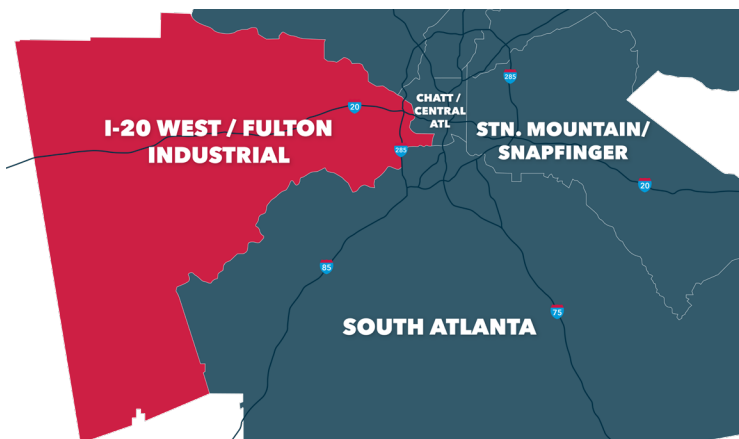 285
CHATT /
CENTRAL
ATL
20
I-20 WEST / FULTON
INDUSTRIAL
STN. MOUNTAIN/
SNAPFINGER
285
20
85
75
SOUTH ATLANTA